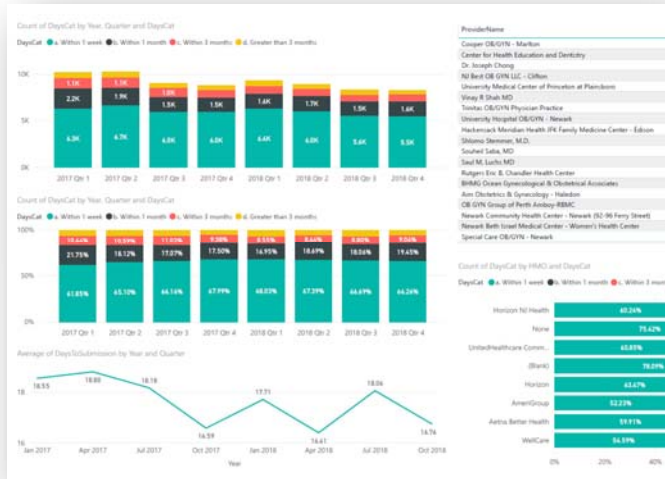 Count of DaysCat by Year, Quarter and DaysCat
DaysCat a. Within 1 week b. Within 1 month c. Within 3 months d. Greater than 3 months
10K
5K
0K
1.1K 1.0K
2.2K 1.9K 1.5K 1.5K 1.6K 1.7K 1.5K 1.6K
6.3K 6.7K 6.0K 6.0K 6.4K 6.0K 5.6K 5.5K
2017 Qtr 1 2017 Qtr 2 2017 Qtr 3 2017 Qtr 4 2018 Qtr 1 2018 Qtr 2 2018 Qtr 3 2018 Qtr 4
Count of DaysCat by Year, Quarter and DaysCat
DaysCat a. Within 1 week b. Within 1 month c. Within 3 months d. Greater than 3 months
100%
50%
0%
21.75% 18.12% 17.07% 17.50% 16.95% 18.69% 18.06% 19.45%
61.85% 65.10% 66.16% 67.99% 68.03% 67.39% 66.69% 66.26%
2017 Qtr 1 2017 Qtr 2 2017 Qtr 3 2017 Qtr 4 2018 Qtr 1 2018 Qtr 2 2018 Qtr 3 2018 Qtr 4
Average of DaysToSubmission by Year and Quarter
18
16
18.55 18.88 18.18 16.59 17.71 16.41 18.06 16.76
Jan 2017 Apr 2017 Jul 2017 Oct 2017 Jan 2018 Apr 2018 Jul 2018 Oct 2018
Year
ProviderName
Cooper OB/GYN - Marlton
Center for Health Education and Dentistry
Dr. Joseph Chong
NJ Best OB GYN LLC - Clifton
University Medical Center of Princeton at Plainsboro
Vinay R Shah MD
Trinitas OB/GYN Physician Practice
University Hospital OB/GYN - Newark
Hackensack Meridian Health JFK Family Medicine Center - Edison
Shlomo Stemmer, M.D.
Souheil Saba, MD
Saul M. Luchs MD
Rutgers Eric B. Chandler Health Center
BHMG Ocean Gynecological & Obstetrical Associates
Avin Obstetrics & Gynecology - Haledon
OB GYN Group of Perth Amboy-RBMC
Newark Community Health Center - Newark (92-96 Ferry Street)
Newark Beth Israel Medical Center - Women's Health Center
Special Care OB/GYN - Newark
Count of DaysCat by HMO and DaysCat
DaysCat a. Within 1 week b. Within 1 month c. Within 3 mon
Horizon NJ Health 60.26%
None 75.42%
UnitedHealthcare Comm... 60.85%
(Blank) 78.09%
Horizon 63.67%
AmeriGroup 52.23%
Aetna Better Health 59.91%
WellCare 54.59%
0% 20% 40%